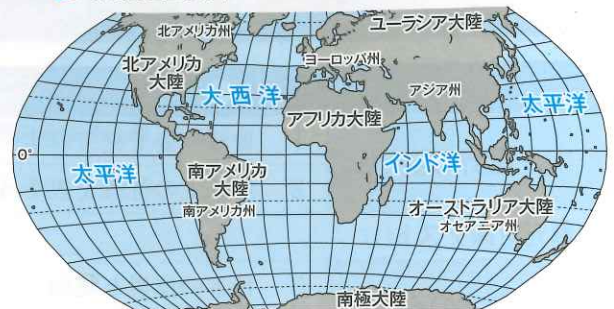 北アメリカ州
ユーラシア大陸
北アメリカ
大陸
ヨーロッパ州
アジア州
大西洋
太平洋
アフリカ大陸
0°
太平洋
南アメリカ
大陸
インド洋
南アメリカ州
オーストラリア大陸
オセアニア州
南極大陸